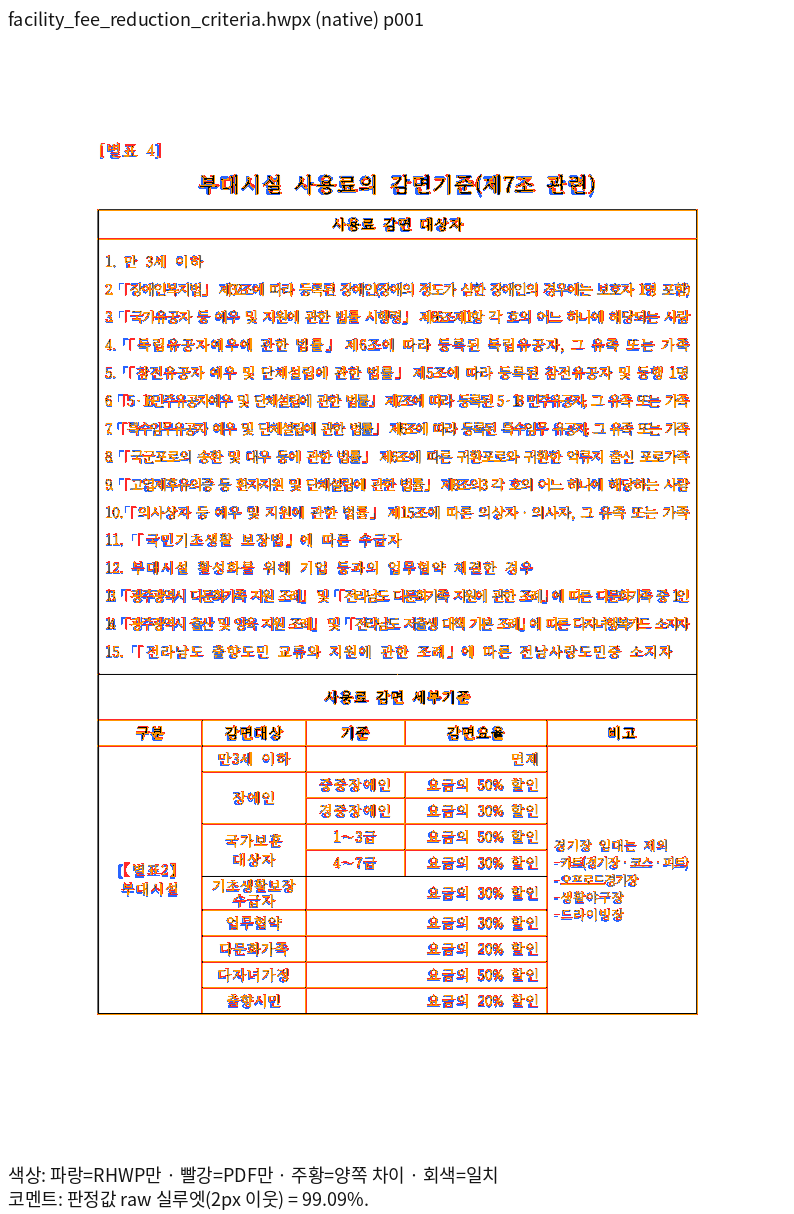 facility_fee_reduction_criteria.hwpx (native) p001
[별표 4]
부대시설 사용료의 감면기준(제7조 관련)
사용료 감면 대상자
1. 만 3세 이하
2. 「장애인복지법」 제32조에 따라 등록된 장애인(장애의 정도가 심한 장애인의 경우에는 보호자 1명 포함)
3. 「국가유공자 등 예우 및 지원에 관한 법률 시행령」 제86조제1항 각 호의 어느 하나에 해당되는 사람
4. 「독립유공자예우에 관한 법률」 제6조에 따라 등록된 독립유공자, 그 유족 또는 가족
5. 「참전유공자 예우 및 단체설립에 관한 법률」 제5조에 따라 등록된 참전유공자 및 동행 1명
6. 「5·18민주유공자예우 및 단체설립에 관한 법률」 제7조에 따라 등록된 5·18 민주유공자, 그 유족 또는 가족
7. 「특수임무유공자 예우 및 단체설립에 관한 법률」 제6조에 따라 등록된 특수임무 유공자, 그 유족 또는 가족
8. 「국군포로의 송환 및 대우 등에 관한 법률」 에 따른 귀환포로와 귀환한 억류지 출신 포로가족
9. 「고엽제후유의증 등 환자지원 및 단체설립에 관한 법률」 각 호의 어느 하나에 해당하는 사람
10.「의사상자 등 예우 및 지원에 관한 법률」 제15조에 따른 의상자·의사자, 그 유족 또는 가족
11. 「국민기초생활 보장법」에 따른 수급자
12. 부대시설 활성화를 위해 기업 등과의 업무협약 체결한 경우
13. 「광주광역시 다문화가족 지원 조례」 및 「전라남도 다문화가족 지원에 관한 조례」에 따른 다문화가족 중 1인
14. 「광주광역시 출산 및 양육 지원 조례」 및 「전라남도 저출생 대책 기본 조례」에 따른 다자녀행복카드 소지자
15. 「전라남도 출향도민 교류와 지원에 관한 조례」에 따른 전남사랑도민증 소지자
사용료 감면 세부기준
구분 감면대상 기준 감면요율 비고
만3세 이하 면제
장애인 중증장애인 요금의 50% 할인
경증장애인 요금의 30% 할인
국가보훈 대상자 1～3급 요금의 50% 할인
4～7급 요금의 30% 할인
기초생활보장 수급자 요금의 30% 할인
업무협약 요금의 30% 할인
다문화가족 요금의 20% 할인
다자녀가정 요금의 50% 할인
출향시민 요금의 20% 할인
(【별표2】
부대시설
경기장 임대는 제외
-카트(경기장·코스·피트)
-오프로드경기장
-생활야구장
-드라이빙장
색상: 파랑=RHWP만 · 빨강=PDF만 · 주황=양쪽 차이 · 회색=일치
코멘트: 판정값 raw 실루엣(2px 이웃) = 99.09%.